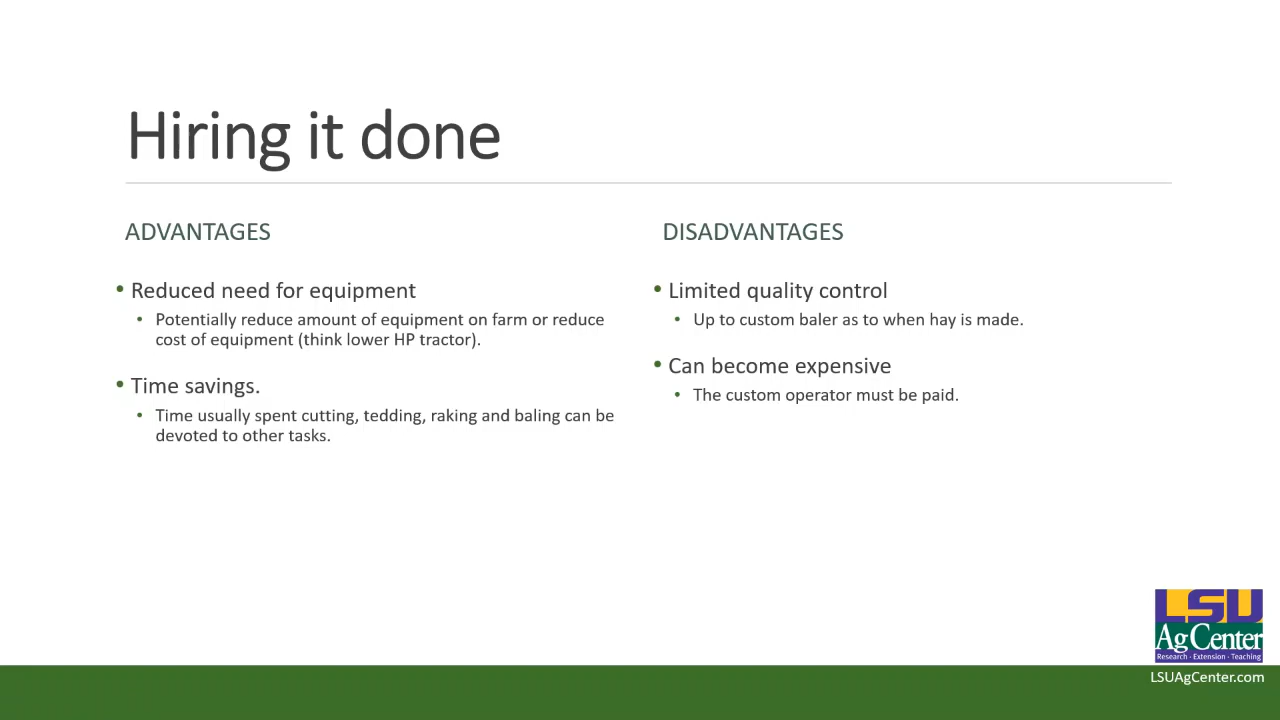 Hiring it done
ADVANTAGES
• Reduced need for equipment
• Potentially reduce amount of equipment on farm or reduce
cost of equipment (think lower HP tractor).
• Time savings.
• Time usually spent cutting, tedding, raking and baling can be
devoted to other tasks.
DISADVANTAGES
• Limited quality control
• Up to custom baler as to when hay is made.
• Can become expensive
• The custom operator must be paid.
LSU
AgCenter
Research · Extension · Teaching
LSUAgCenter.com